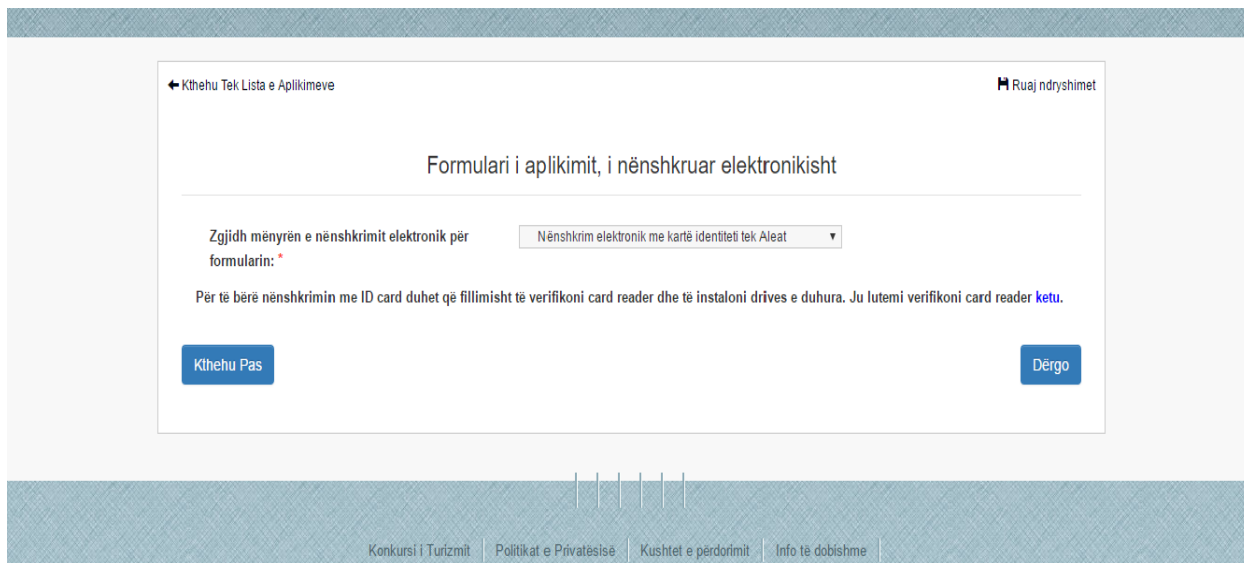 Kthehu Tek Lista e Aplikimeve
Ruaj ndryshimet
Formulari i aplikimit, i nënshkruar elektronikisht
Zgjidh mënyrën e nënshkrimit elektronik për
formularin: *
Nënshkrim elektronik me kartë identiteti tek Aleat
Për të bërë nënshkrimin me ID card duhet që fillimisht të verifikoni card reader dhe të instaloni drives e duhura. Ju lutemi verifikoni card reader ketu.
Kthehu Pas
Dërgo
Konkursi i Turizmit
Politikat e Privatësisë
Kushtet e përdorimit
Info të dobishme